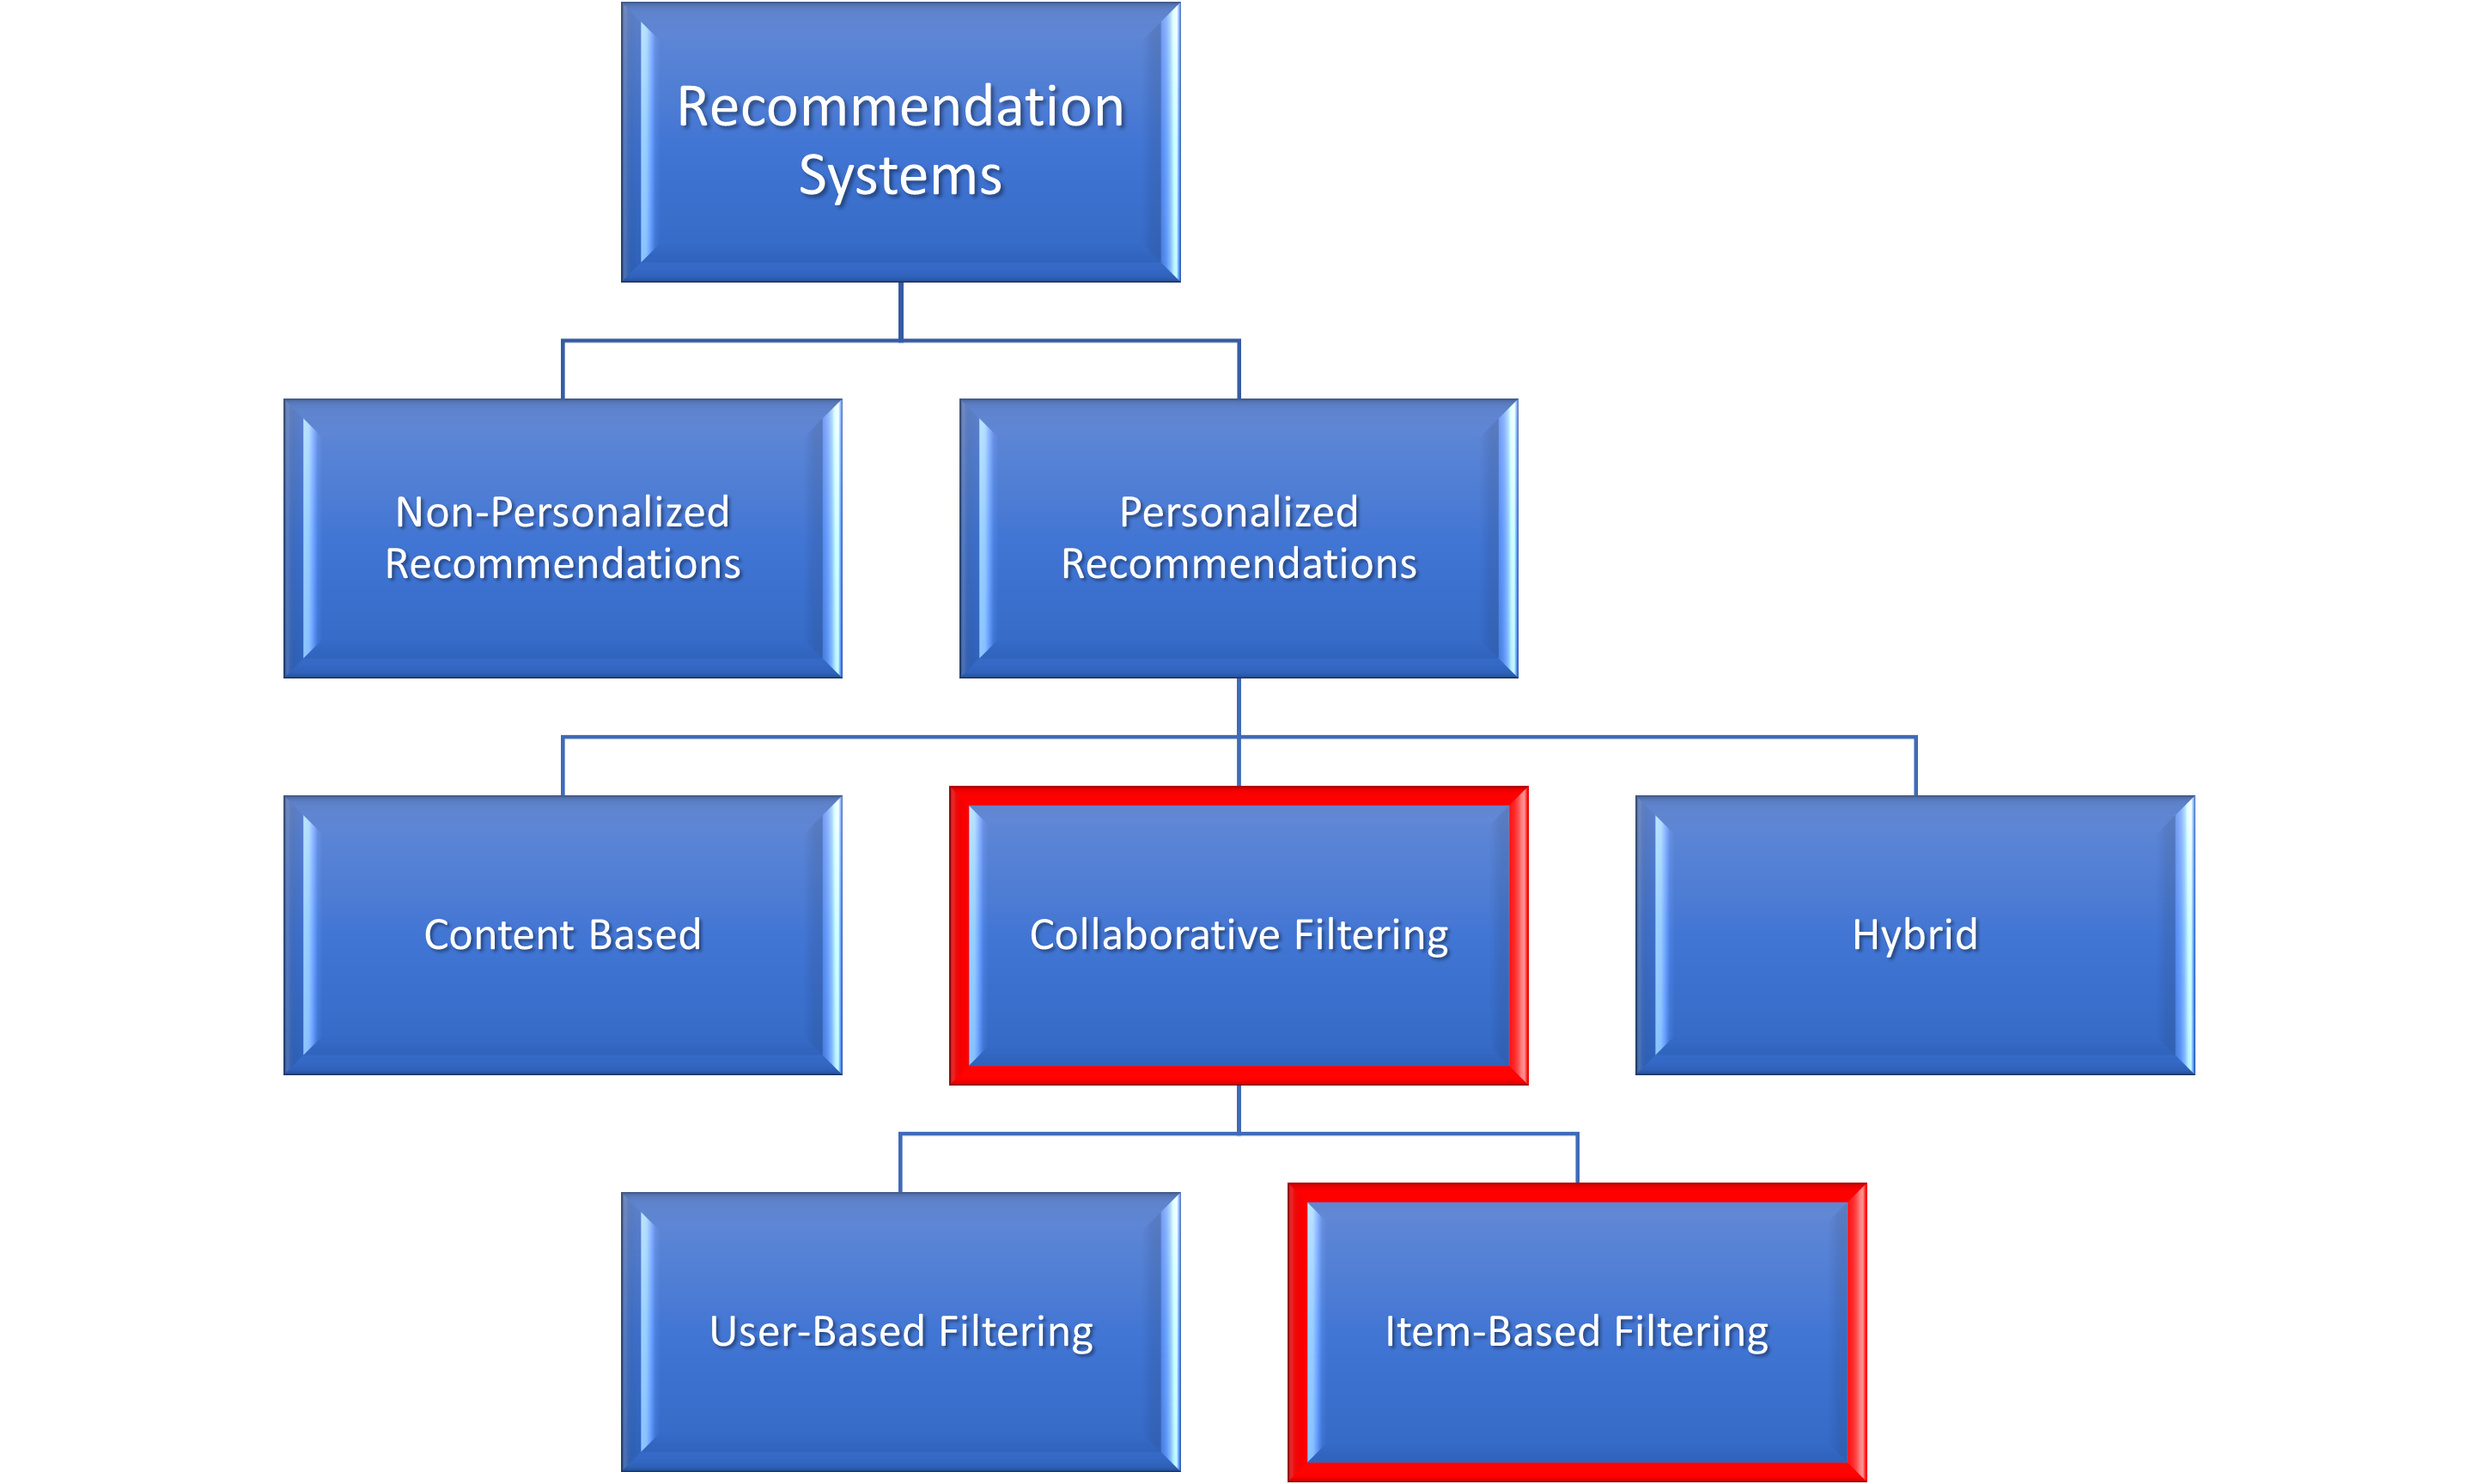 Recommendation
Systems
Non-Personalized
Recommendations
Personalized
Recommendations
Content Based
Collaborative Filtering
Hybrid
User-Based Filtering
Item-Based Filtering